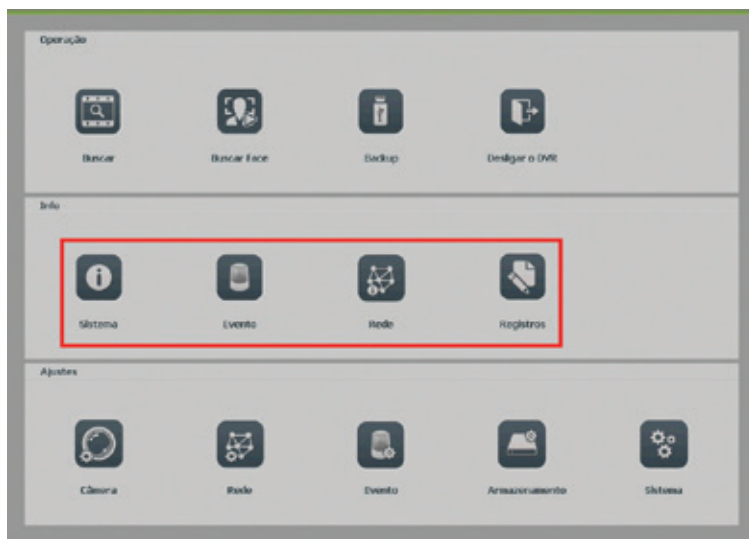 Operação
Buscar
Buscar Face
Backup
Desligar o DVR
Info
Sistema
Evento
Rede
Registros
Ajustes
Câmera
Rede
Evento
Armazenamento
Sistema